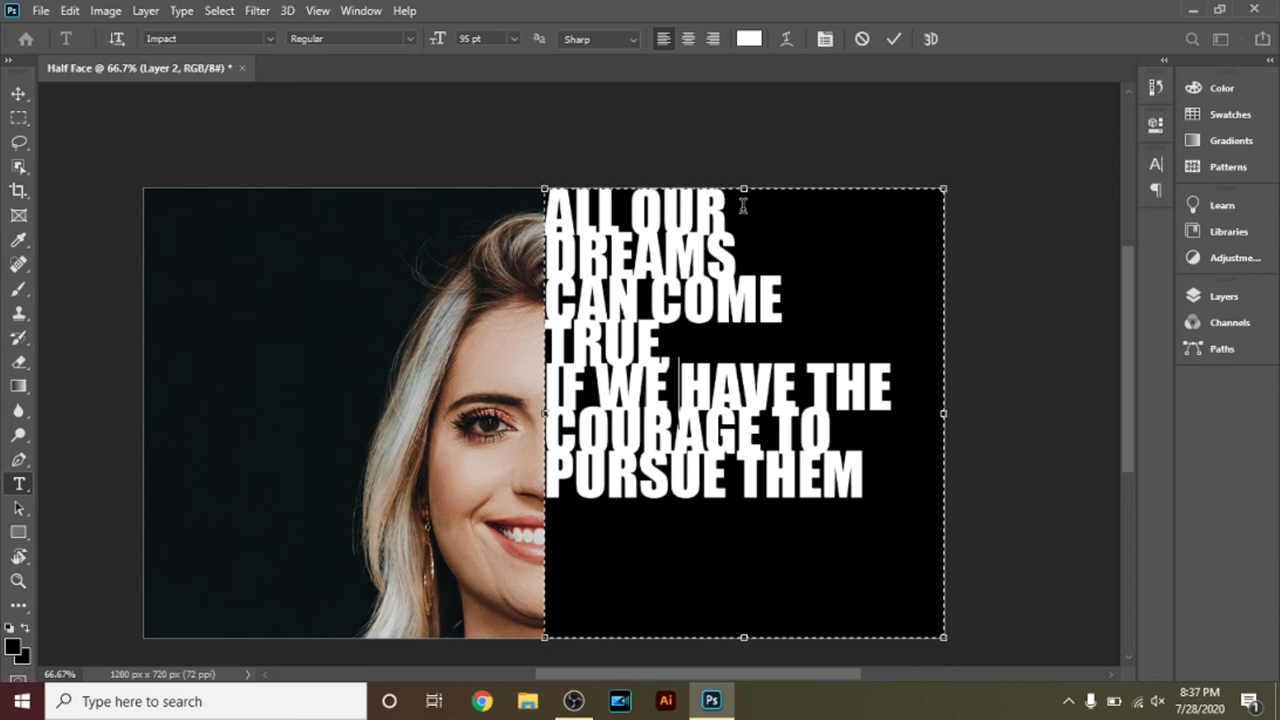 Ps File Edit Image Layer Type Select Filter 3D View Window Help
T Impact Regular 95 pt Sharp 3D
Half Face @ 66.7% (Layer 2, RGB/8#) * ×
ALL OUR
DREAMS
CAN COME
TRUE,
IF WE HAVE THE
COURAGE TO
PURSUE THEM
Color
Swatches
Gradients
Patterns
Learn
Libraries
Adjustme...
Layers
Channels
Paths
66.67% 1280 px x 720 px (72 ppi)
Type here to search
Ai Ps
8:37 PM
7/28/2020